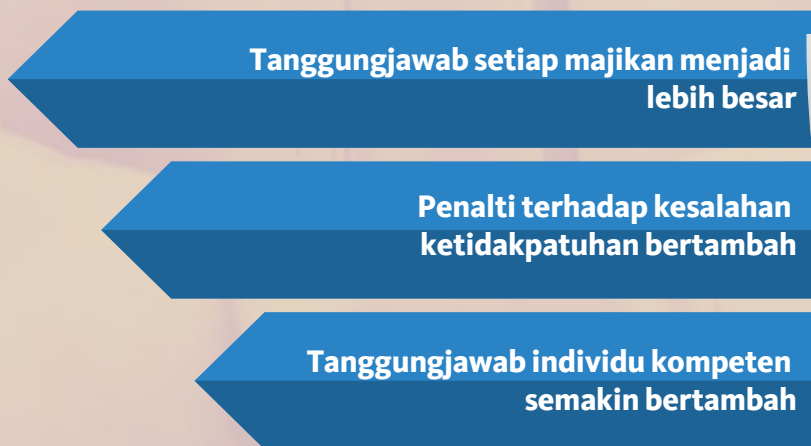 Tanggungjawab setiap majikan menjadi
lebih besar
Penalti terhadap kesalahan
ketidakpatuhan bertambah
Tanggungjawab individu kompeten
semakin bertambah